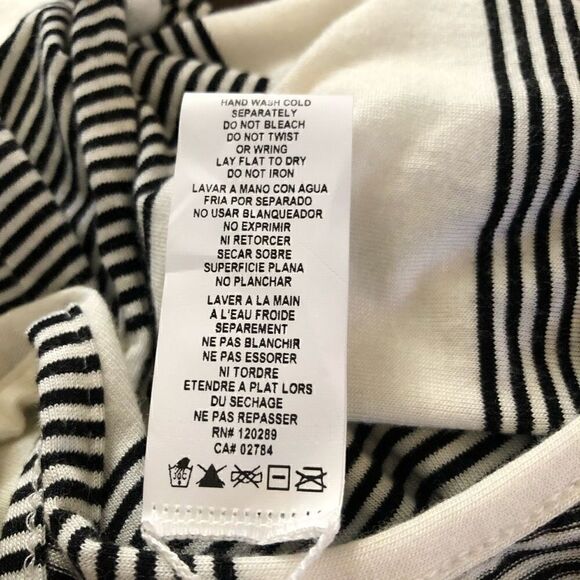 HAND WASH COLD
SEPARATELY
DO NOT BLEACH
DO NOT TWIST
OR WRING
LAY FLAT TO DRY
DO NOT IRON
LAVAR A MANO CON AGUA
FRIA POR SEPARADO
NO USAR BLANQUEADOR
NO EXPRIMIR
NI RETORCER
SECAR SOBRE
SUPERFICIE PLANA
NO PLANCHAR
LAVER A LA MAIN
A L'EAU FROIDE
SEPAREMENT
NE PAS BLANCHIR
NE PAS ESSORER
NI TORDRE
ETENDRE A PLAT LORS
DU SECHAGE
NE PAS REPASSER
RN# 120289
CA# 02784